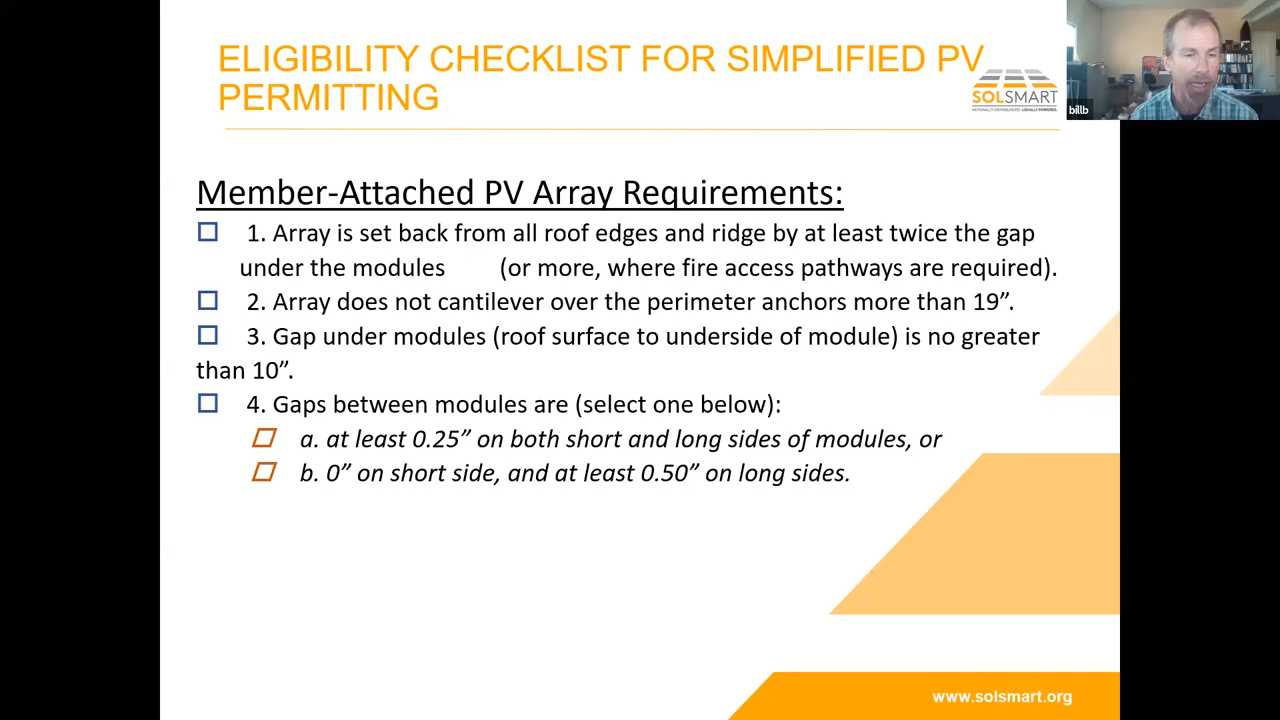 ELIGIBILITY CHECKLIST FOR SIMPLIFIED PV
PERMITTING
SOLSMART
NATIONALLY DISTINGUISHED. LOCALLY POWERED.
billb
Member-Attached PV Array Requirements:
1. Array is set back from all roof edges and ridge by at least twice the gap
under the modules (or more, where fire access pathways are required).
2. Array does not cantilever over the perimeter anchors more than 19”.
3. Gap under modules (roof surface to underside of module) is no greater
than 10”.
4. Gaps between modules are (select one below):
a. at least 0.25” on both short and long sides of modules, or
b. 0” on short side, and at least 0.50” on long sides.
www.solsmart.org